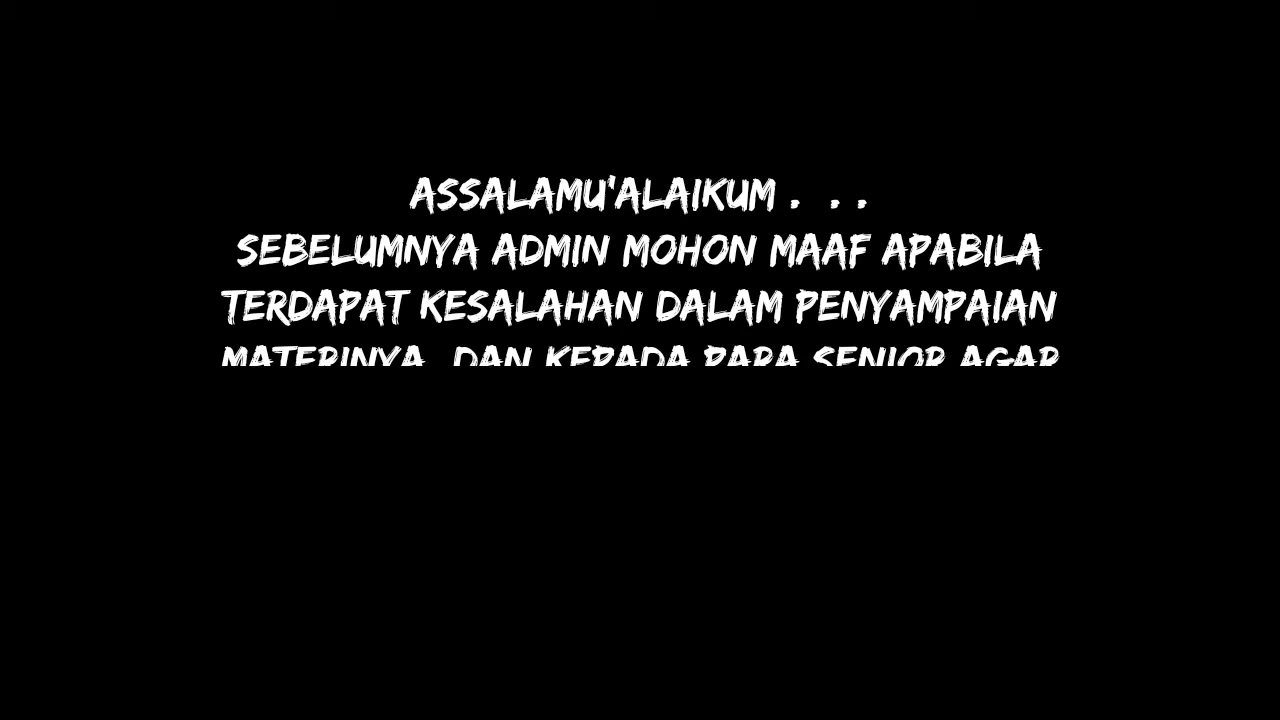 ASSALAMU'ALAIKUM . . .
SEBELUMNYA ADMIN MOHON MAAF APABILA
TERDAPAT KESALAHAN DALAM PENYAMPAIAN
MATERINYA, DAN KEPADA PARA SENIOR AGAR